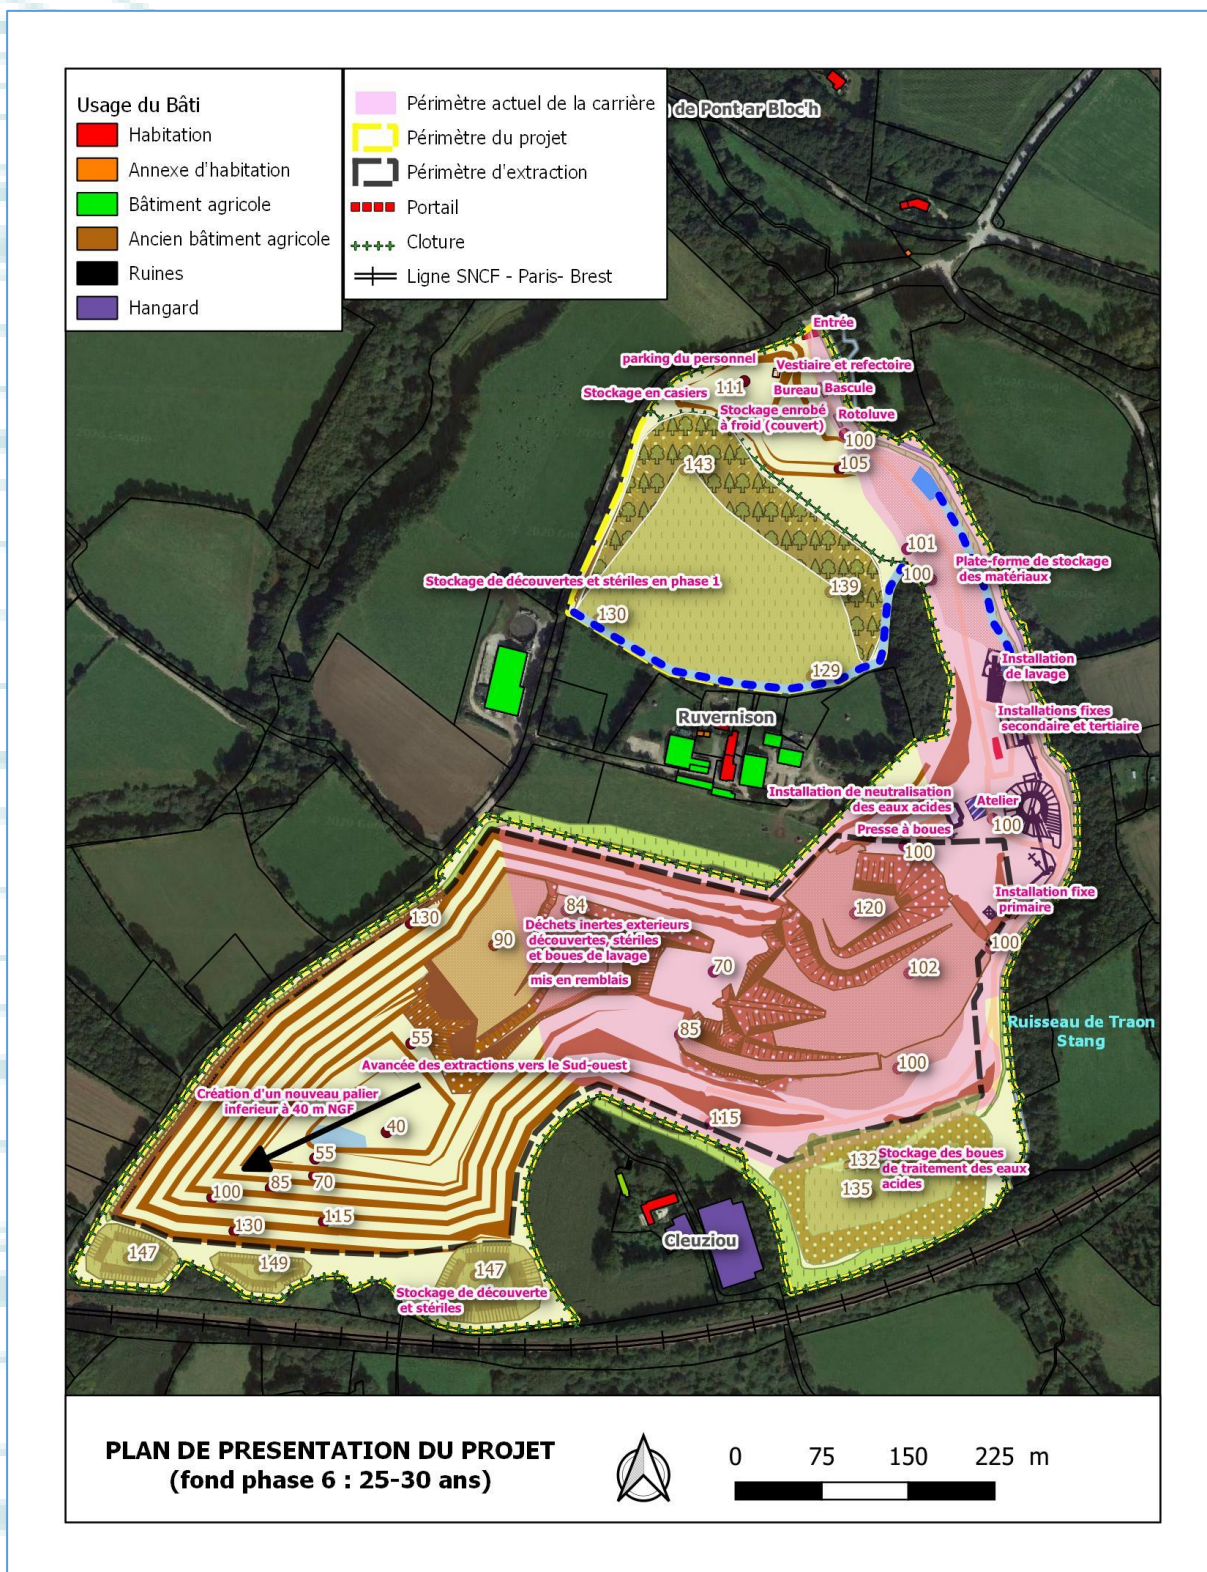 Usage du Bâti
Habitation
Annexe d'habitation
Bâtiment agricole
Ancien bâtiment agricole
Ruines
Hangard
Périmètre actuel de la carrière
Périmètre du projet
Périmètre d'extraction
Portail
Cloture
Ligne SNCF - Paris- Brest
de Pont ar Bloc'h
Entrée
parking du personnel
Vestiaire et refectoire
111
Stockage en casiers
Bureau
Bascule
Stockage enrobé
à froid (couvert)
Rotoluve
100
105
143
101
Plate-forme de stockage
des matériaux
100
Stockage de découvertes et stériles en phase 1
139
130
129
Installation
de lavage
Ruvernison
Installations fixes
secondaire et tertiaire
Installation de neutralisation
des eaux acides
Atelier
100
Presse à boues
100
Installation fixe
primaire
84
120
130
Déchets inertes exterieurs
découvertes, stériles
et boues de lavage
mis en remblais
90
100
70
102
85
55
Ruisseau de Traon
Stang
Avancée des extractions vers le Sud-ouest
100
Création d'un nouveau palier
inferieur à 40 m NGF
115
40
55
132
Stockage des boues
de traitement des eaux
acides
70
85
135
100
115
130
Cleuziou
147
149
147
Stockage de découverte
et stériles
PLAN DE PRESENTATION DU PROJET
(fond phase 6 : 25-30 ans)
0 75 150 225 m